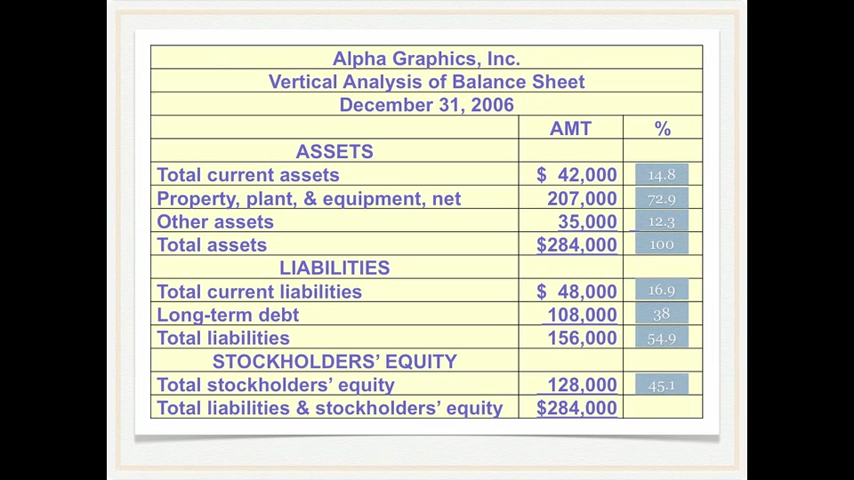 Alpha Graphics, Inc.
Vertical Analysis of Balance Sheet
December 31, 2006
AMT %
ASSETS
Total current assets $ 42,000 14.8
Property, plant, & equipment, net 207,000 72.9
Other assets 35,000 12.3
Total assets $284,000 100
LIABILITIES
Total current liabilities $ 48,000 16.9
Long-term debt 108,000 38
Total liabilities 156,000 54.9
STOCKHOLDERS’ EQUITY
Total stockholders’ equity 128,000 45.1
Total liabilities & stockholders’ equity $284,000